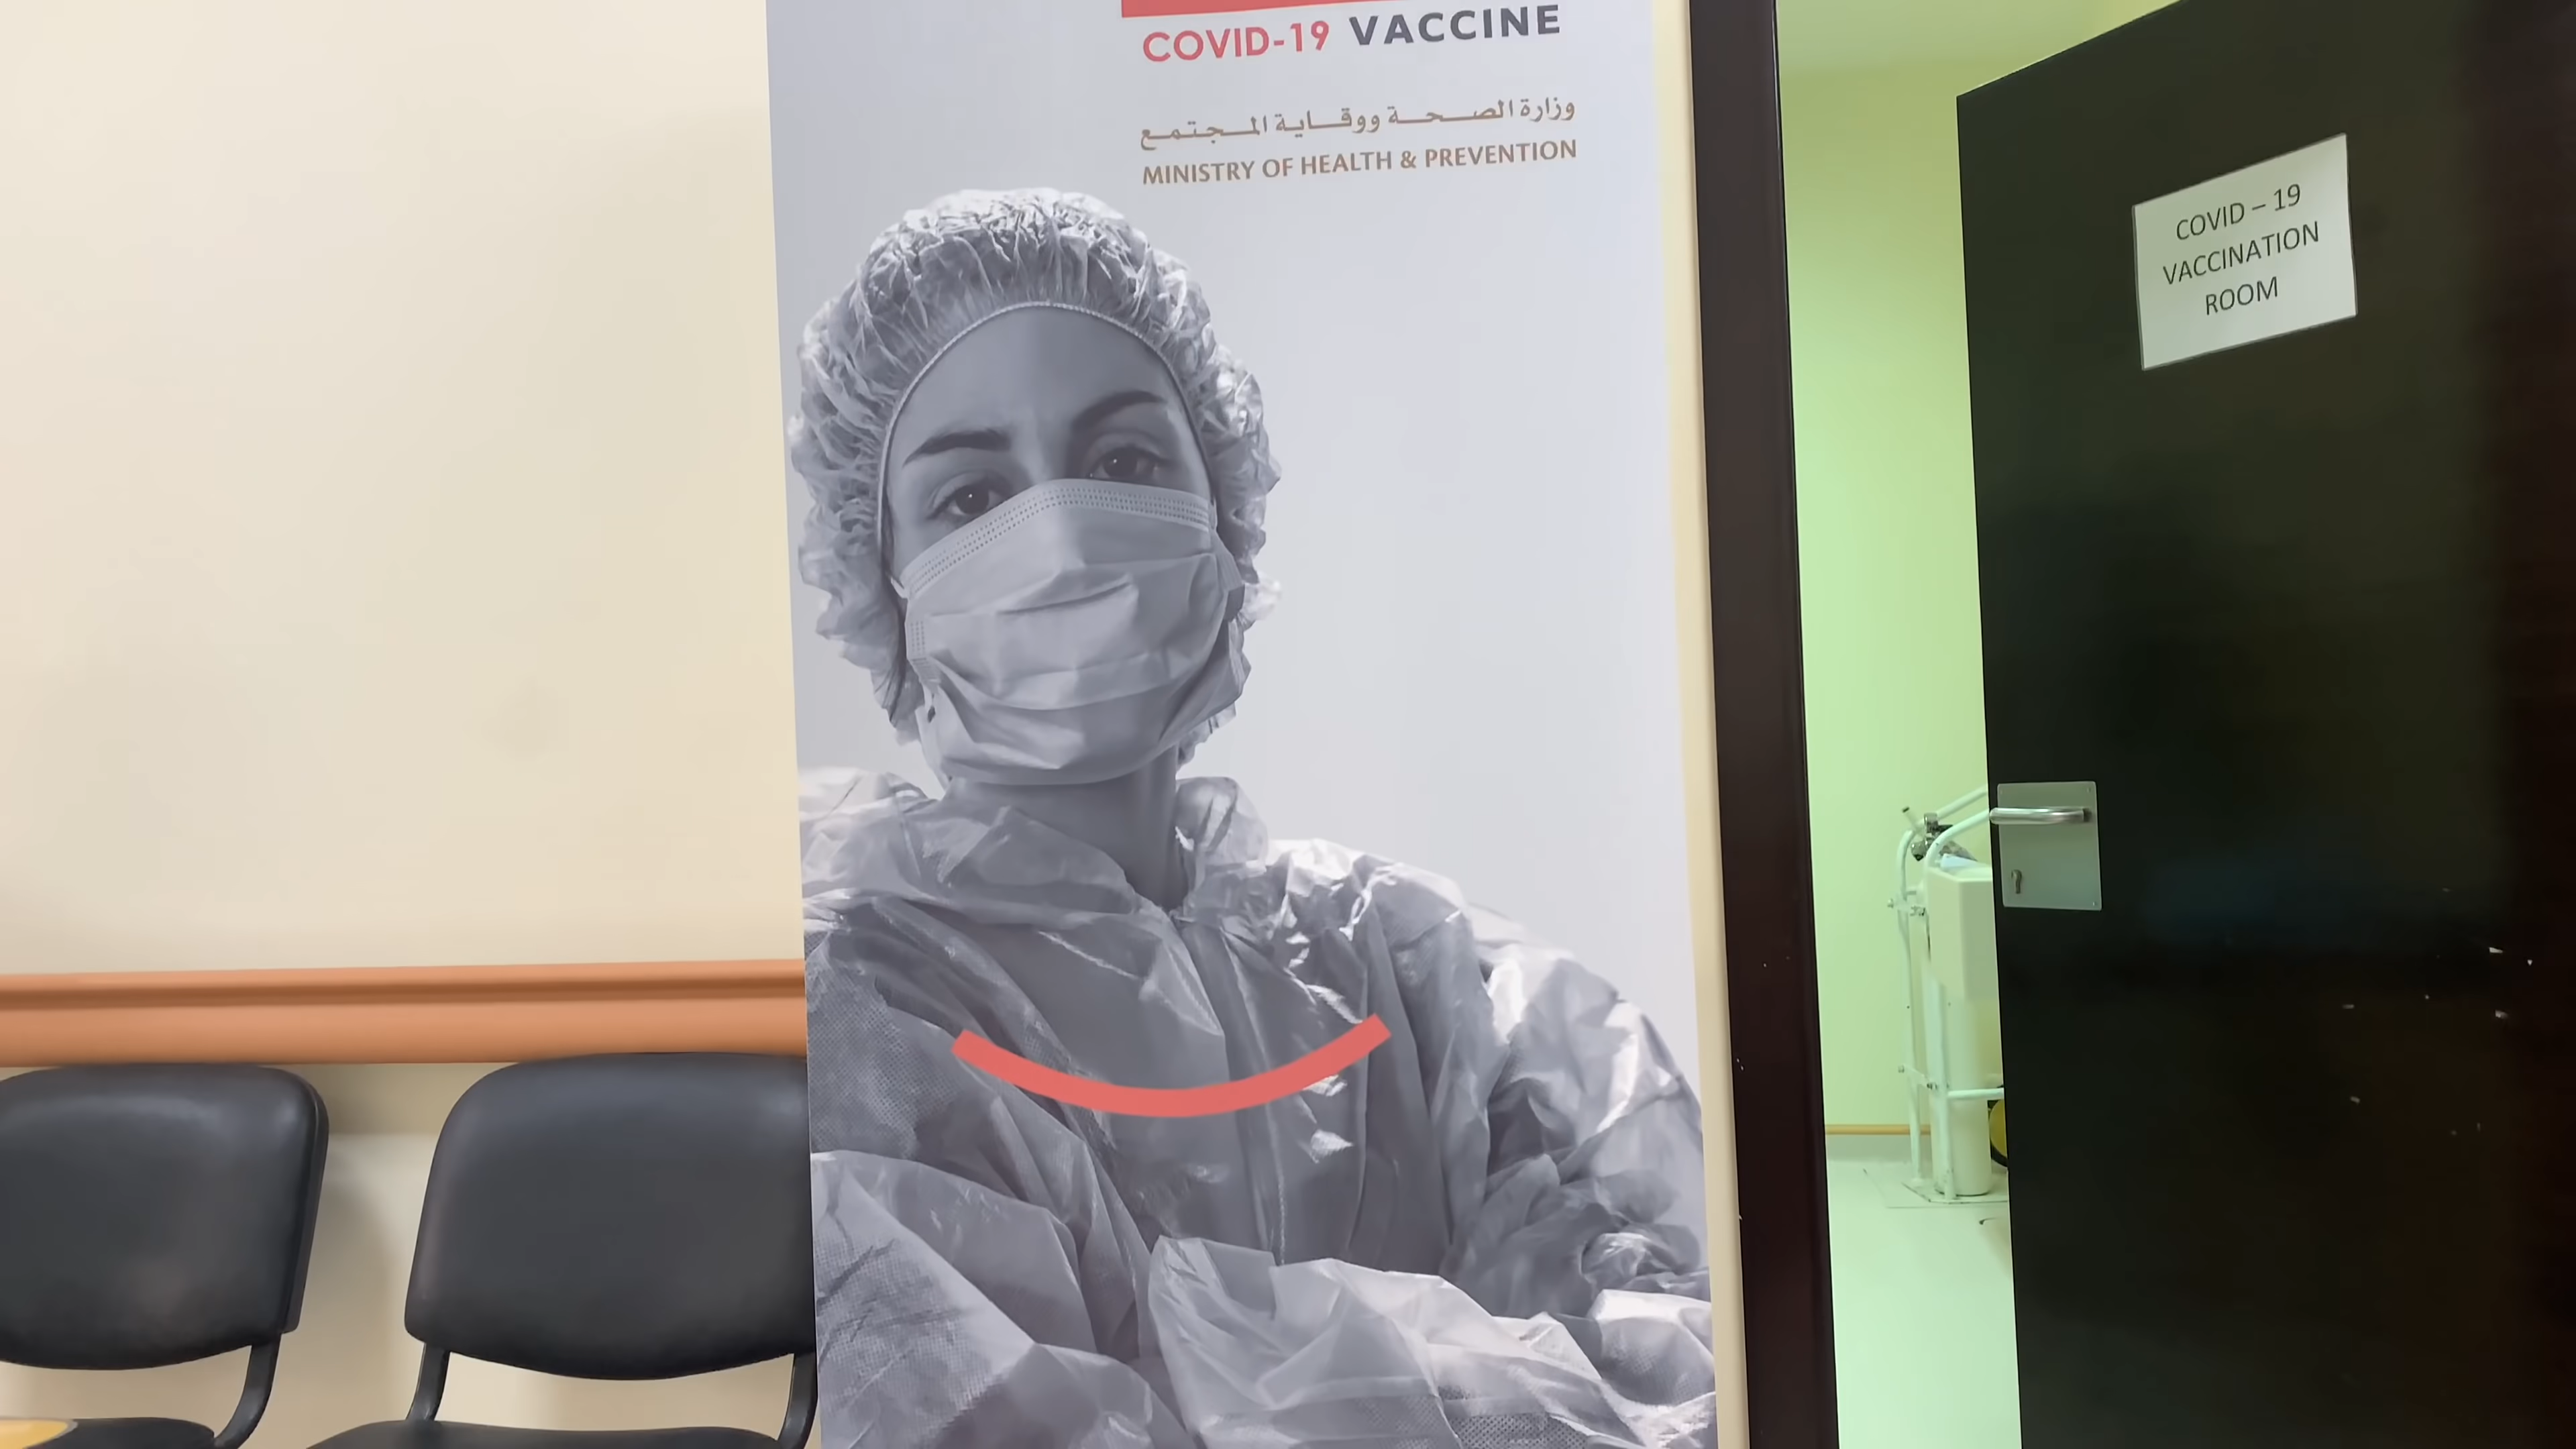 COVID-19 VACCINE
وزارة الصحة ووقاية المجتمع
MINISTRY OF HEALTH & PREVENTION
COVID – 19
VACCINATION
ROOM